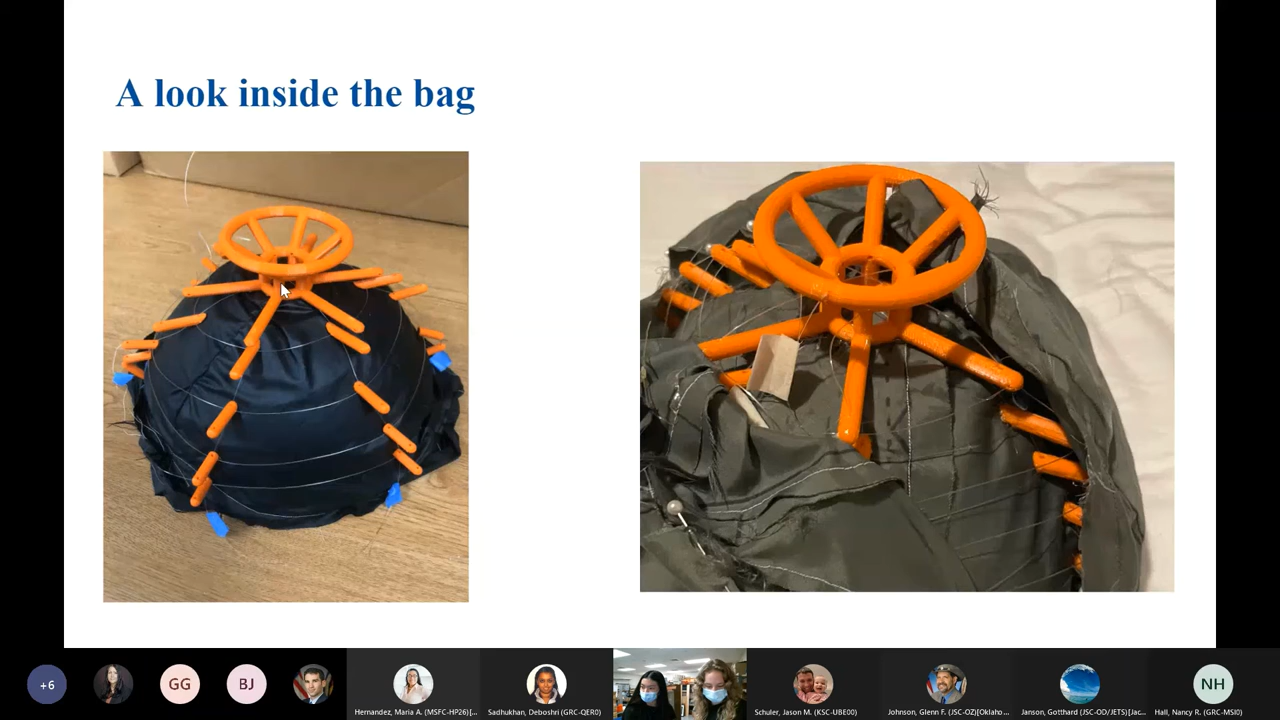 A look inside the bag
+6
GG
BJ
Hernandez, Maria A. (MSFC-HP26)[...
Sadhukhan, Deboshri (GRC-QER0)
Schuler, Jason M. (KSC-UBE00)
Johnson, Glenn F. (JSC-OZ)[Oklaho...
Janson, Gotthard (JSC-OD/JETS)[Jac...
NH
Hall, Nancy R. (GRC-MSI0)